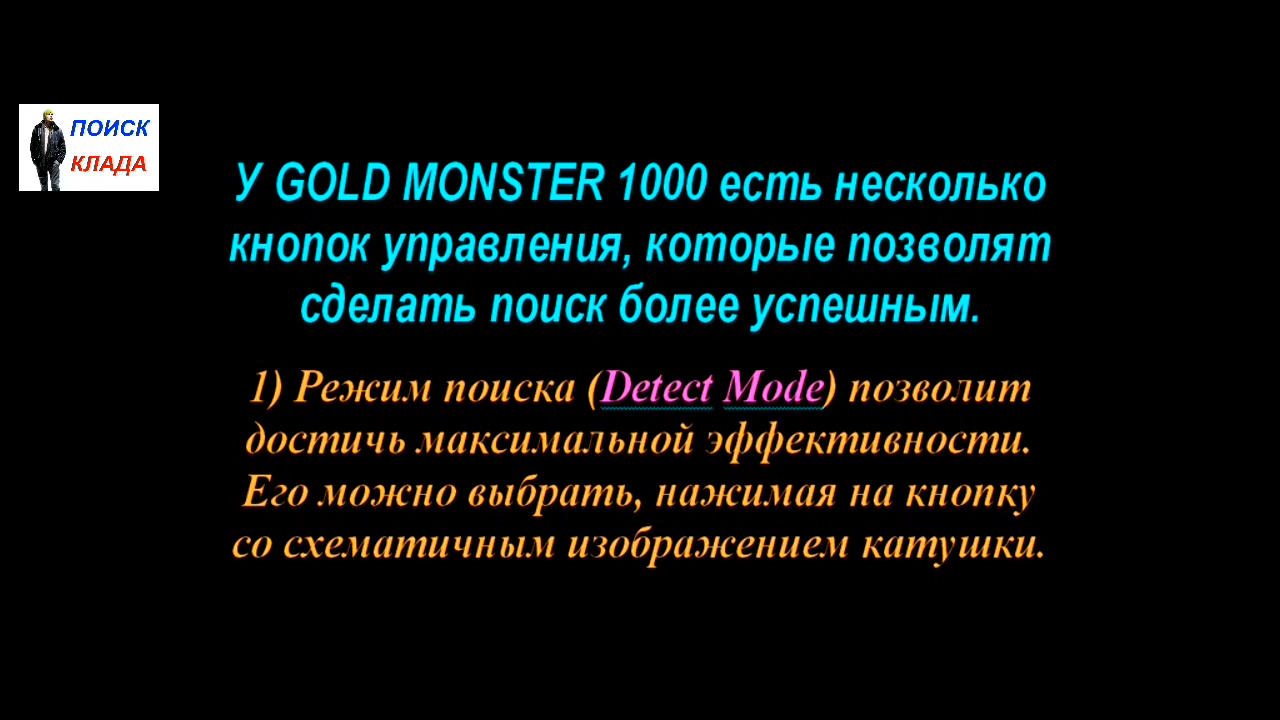 ПОИСК
КЛАДА
У GOLD MONSTER 1000 есть несколько
кнопок управления, которые позволят
сделать поиск более успешным.
1) Режим поиска (Detect Mode) позволит
достичь максимальной эффективности.
Его можно выбрать, нажимая на кнопку
со схематичным изображением катушки.